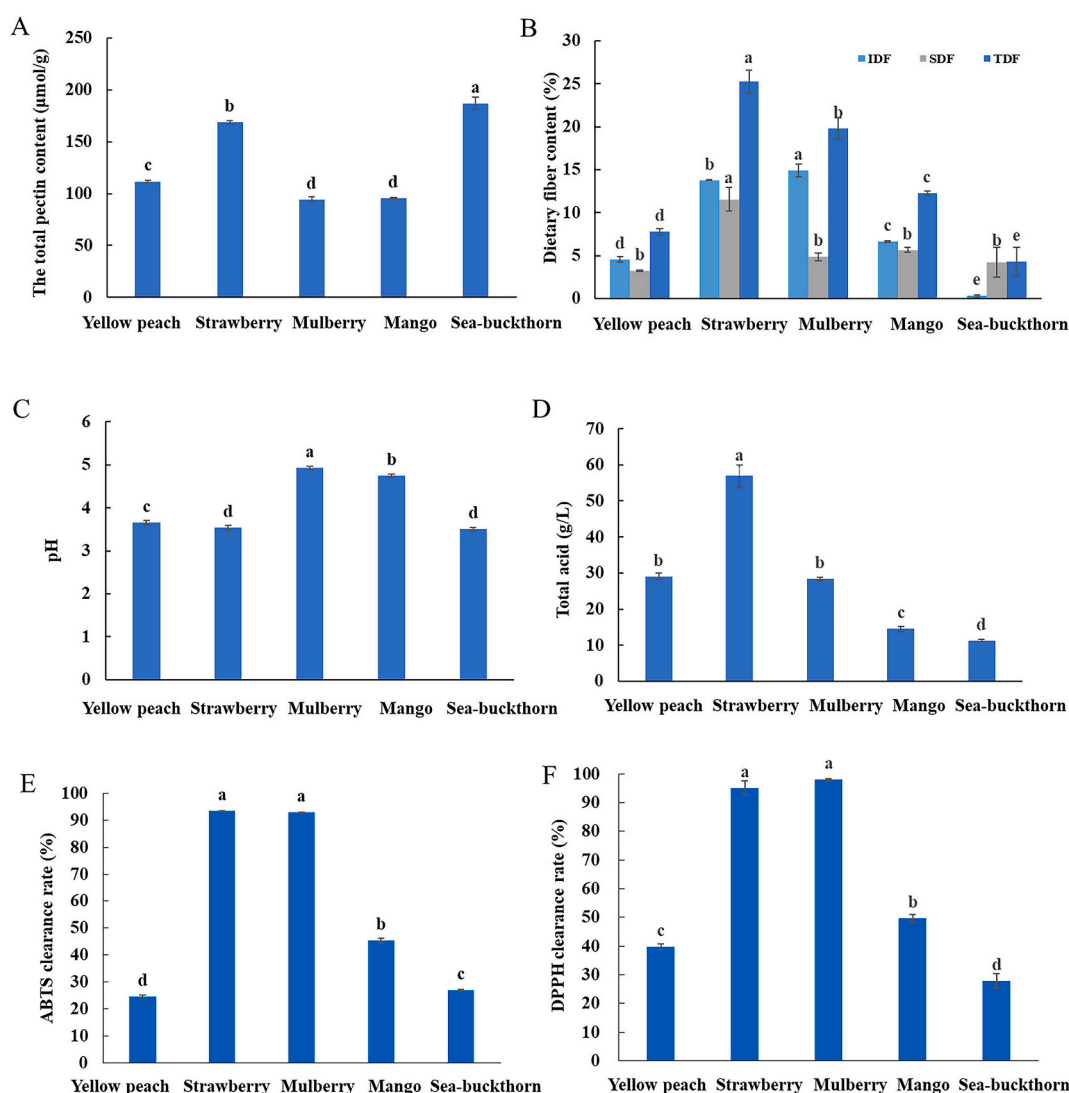 A
The total pectin content (μmol/g)
250
200
150
100
50
0
c
b
d
d
a
Yellow peach Strawberry Mulberry Mango Sea-buckthorn
B
Dietary fiber content (%)
30
25
20
15
10
5
0
IDF SDF TDF
d b d
b a a
a b b
c b c
e b e
Yellow peach Strawberry Mulberry Mango Sea-buckthorn
C
pH
6
5
4
3
2
1
0
c
d
a
b
d
Yellow peach Strawberry Mulberry Mango Sea-buckthorn
D
Total acid (g/L)
70
60
50
40
30
20
10
0
b
a
b
c
d
Yellow peach Strawberry Mulberry Mango Sea-buckthorn
E
ABTS clearance rate (%)
100
90
80
70
60
50
40
30
20
10
0
d
a
a
b
c
Yellow peach Strawberry Mulberry Mango Sea-buckthorn
F
DPPH clearance rate (%)
100
90
80
70
60
50
40
30
20
10
0
c
a
a
b
d
Yellow peach Strawberry Mulberry Mango Sea-buckthorn